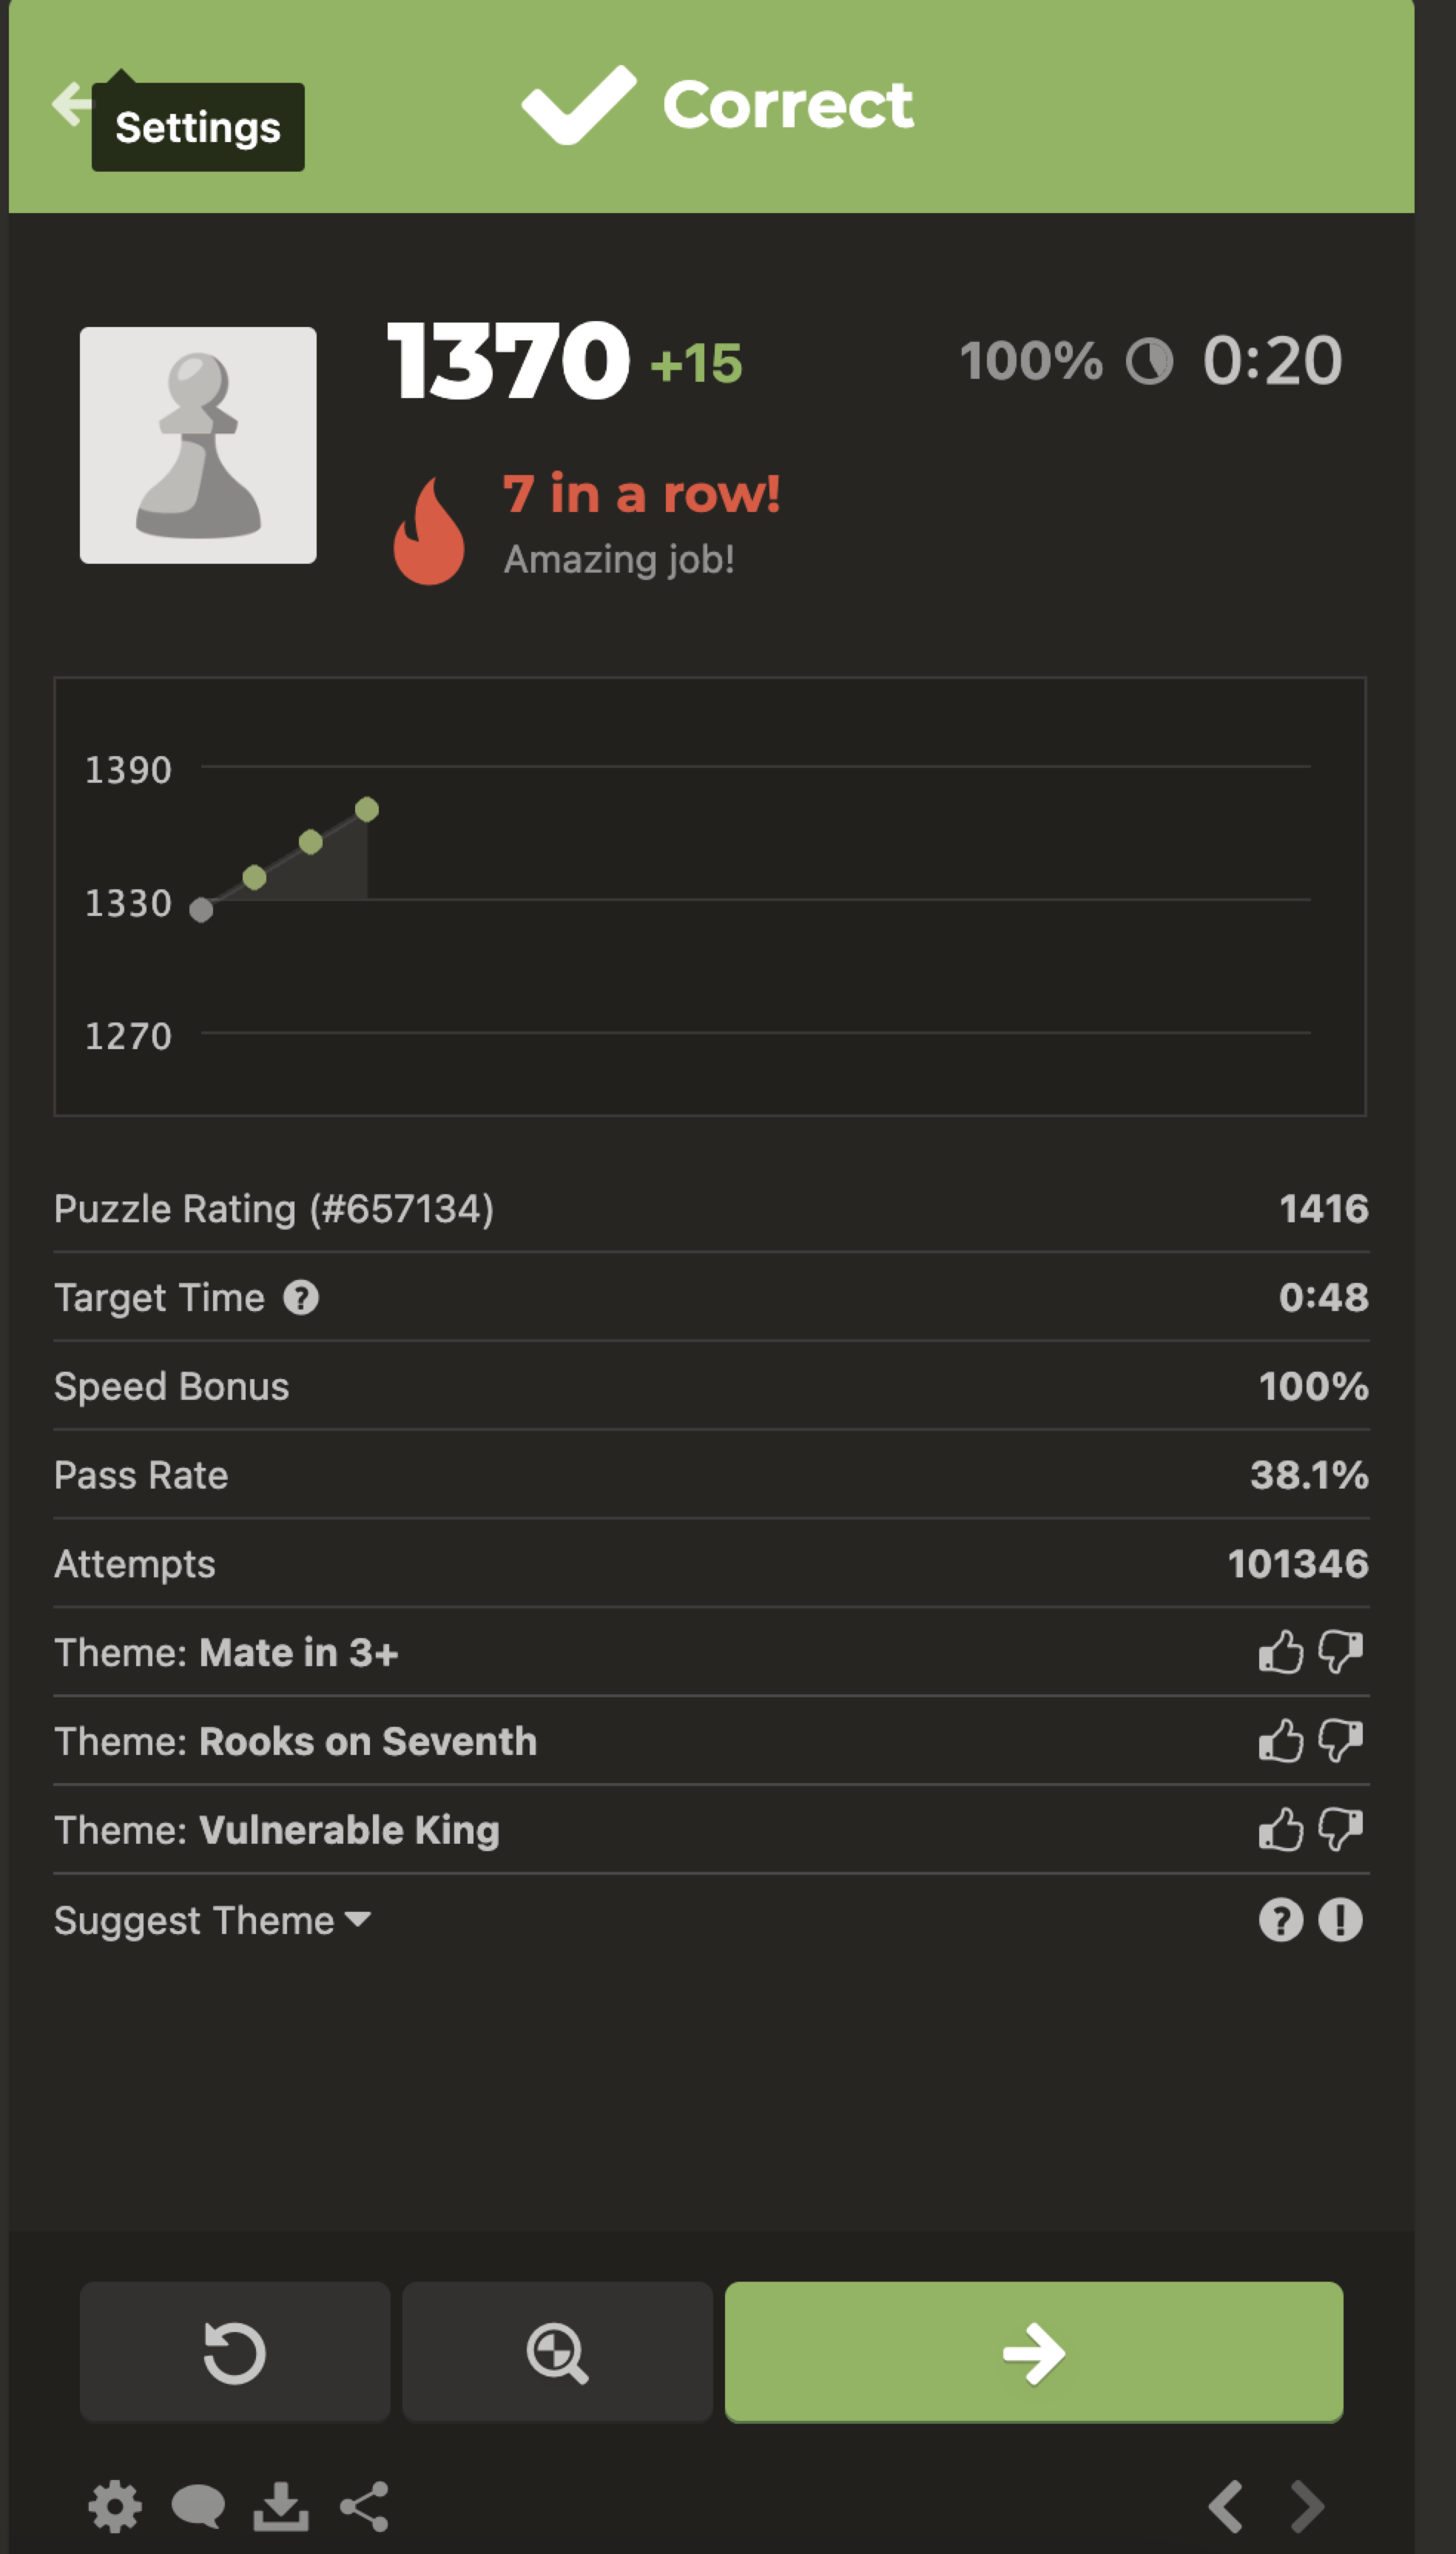 Settings
Correct
1370 +15
100% 0:20
7 in a row!
Amazing job!
1390
1330
1270
Puzzle Rating (#657134) 1416
Target Time ? 0:48
Speed Bonus 100%
Pass Rate 38.1%
Attempts 101346
Theme: Mate in 3+
Theme: Rooks on Seventh
Theme: Vulnerable King
Suggest Theme ? !